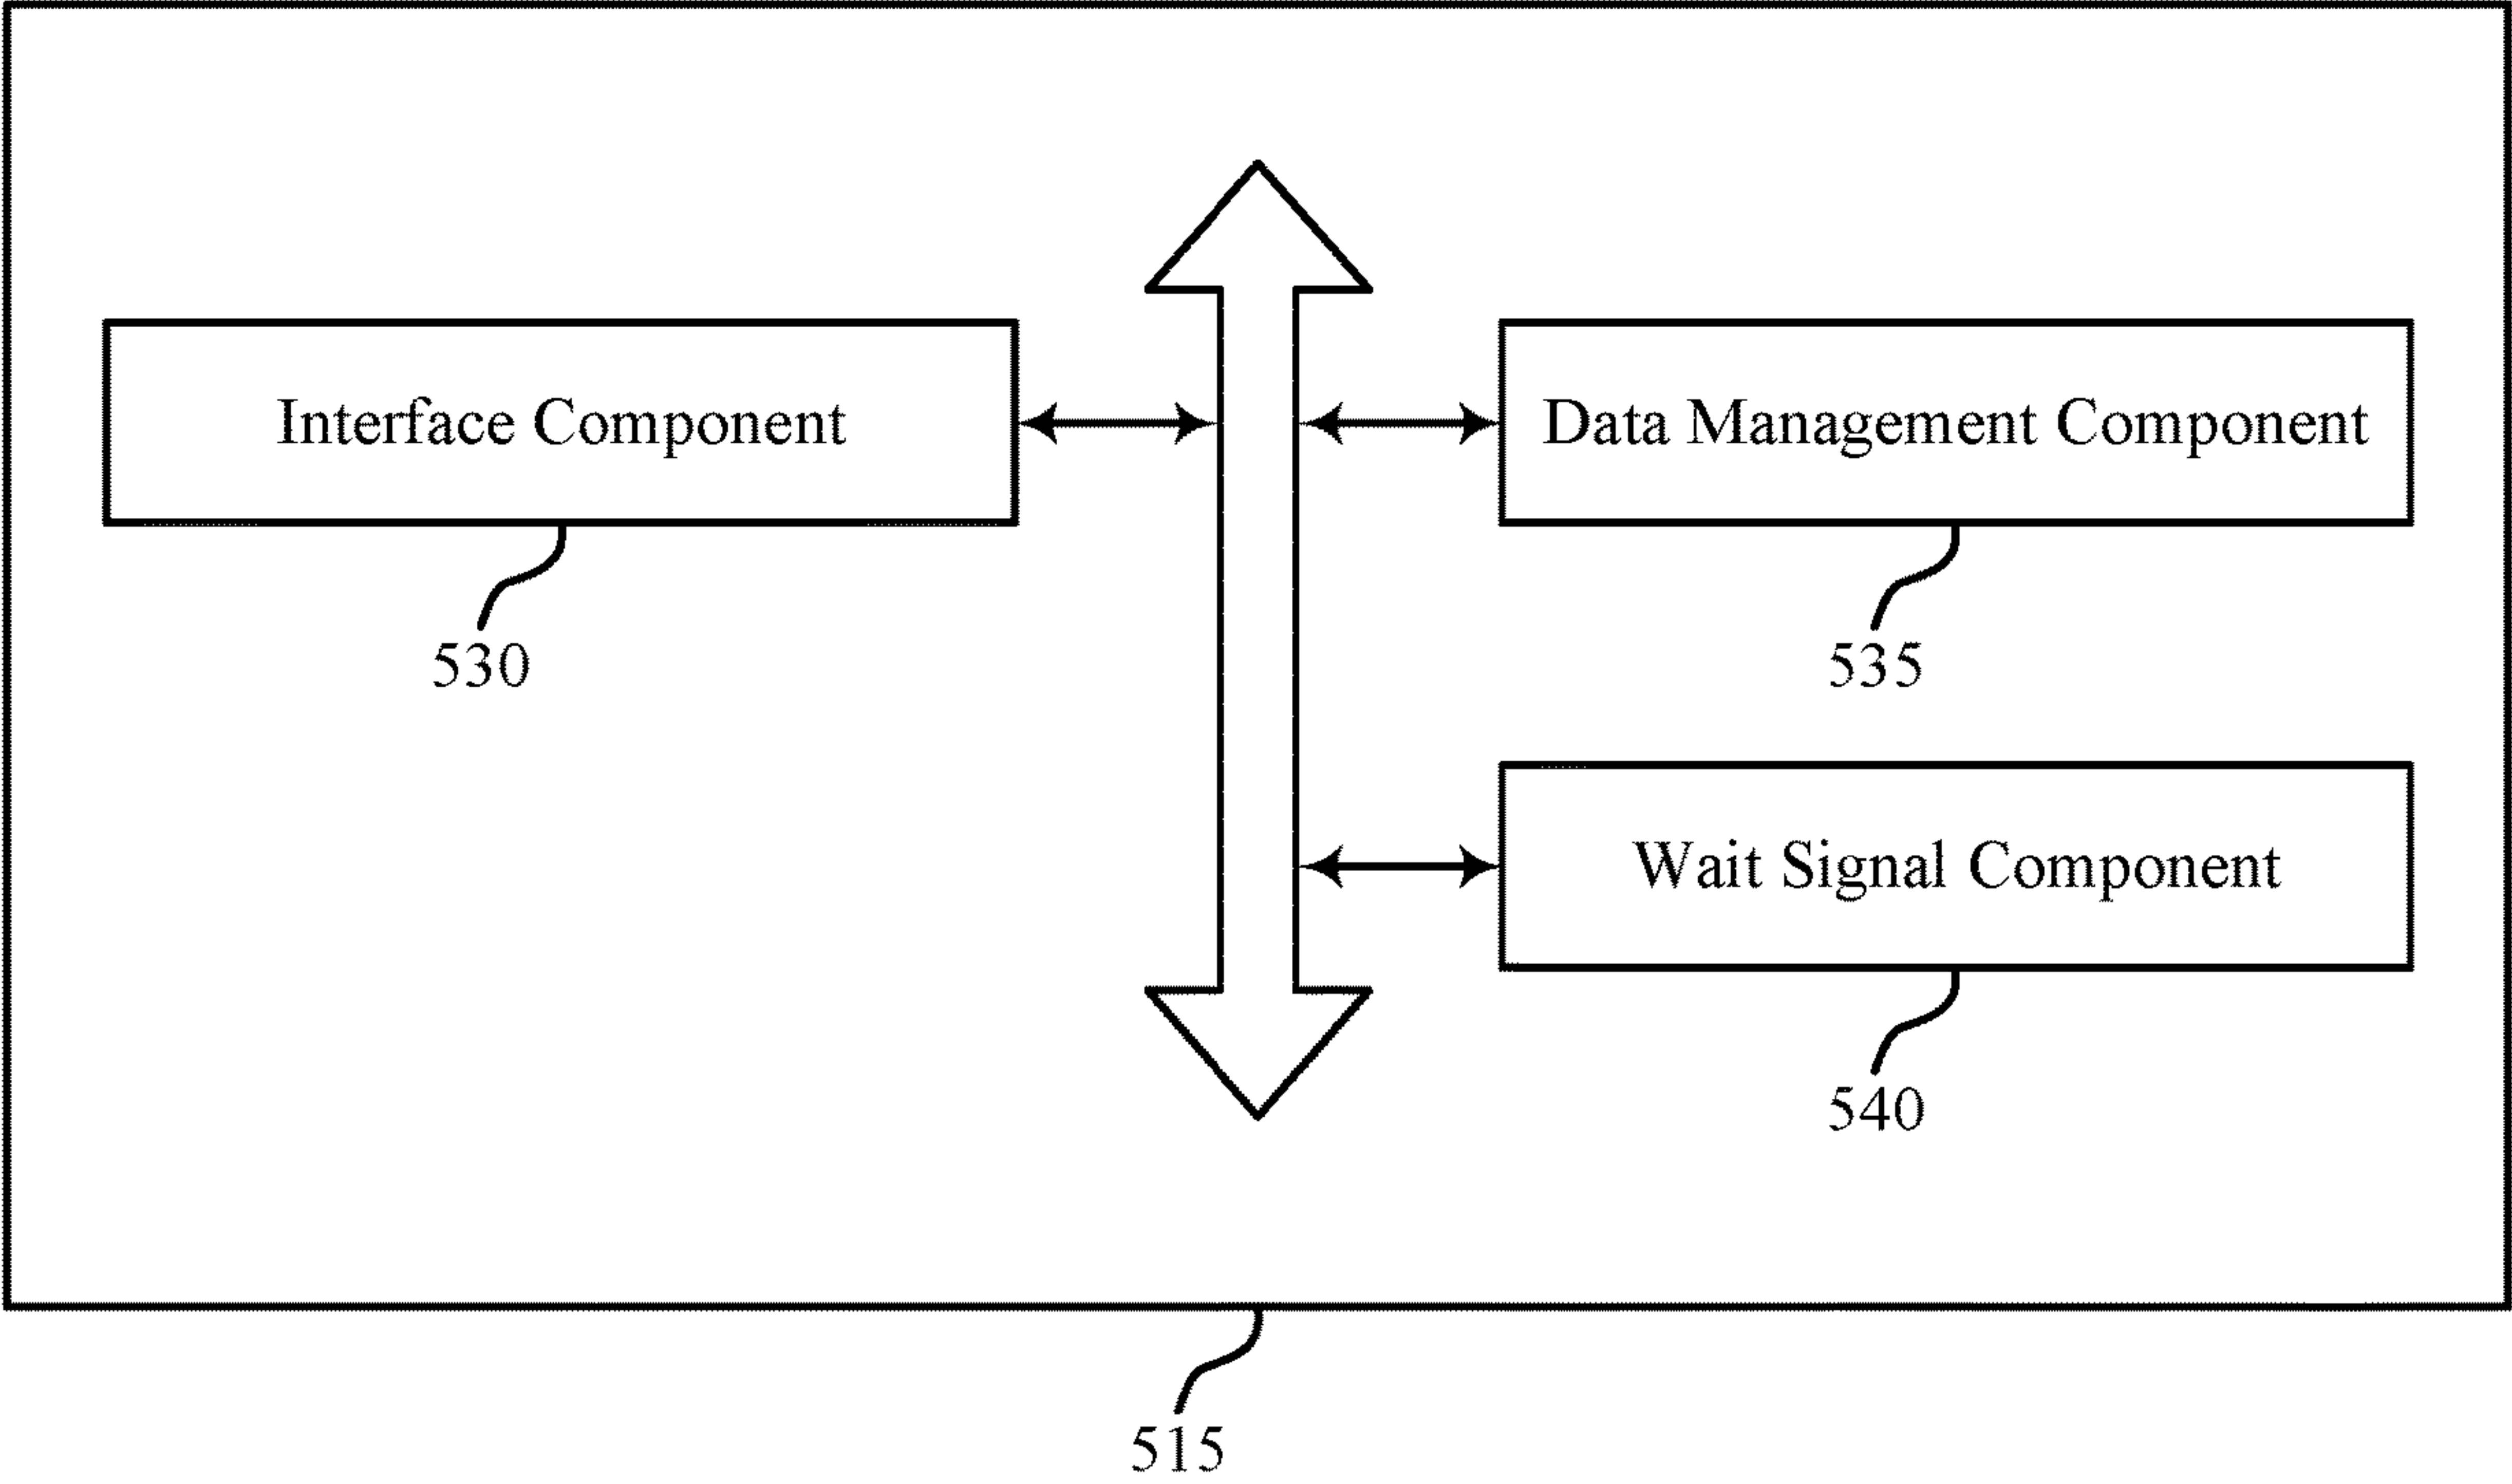 Interface Component
530
Data Management Component
535
Wait Signal Component
540
515